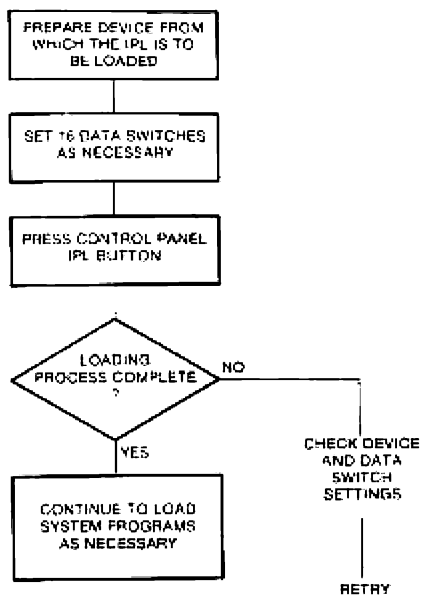 PREPARE DEVICE FROM
WHICH THE IPL IS TO
BE LOADED
SET 16 DATA SWITCHES
AS NECESSARY
PRESS CONTROL PANEL
IPL BUTTON
LOADING
PROCESS COMPLETE
?
NO
YES
CHECK DEVICE
AND DATA
SWITCH
SETTINGS
CONTINUE TO LOAD
SYSTEM PROGRAMS
AS NECESSARY
RETRY